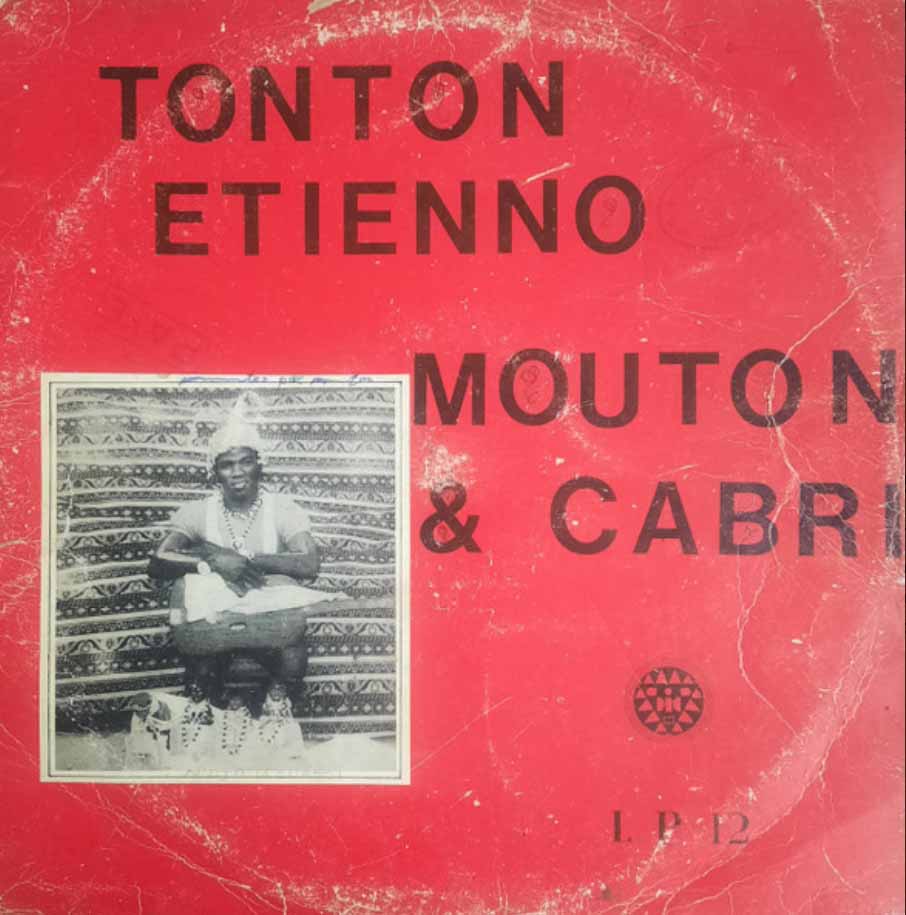 TONTON
ETIENNO
MOUTON
& CABRI
L P 12